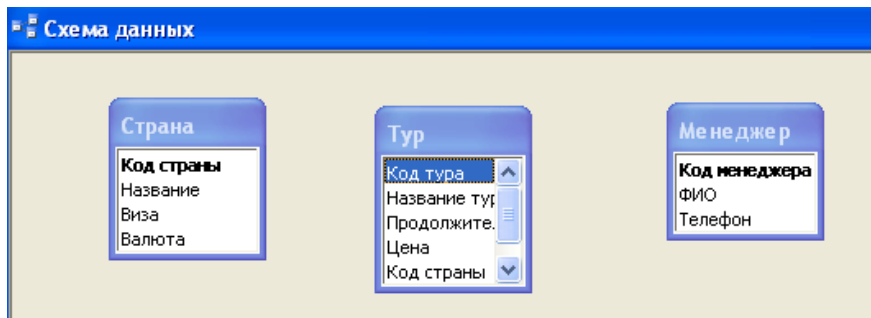 Схема данных
Страна
Код страны
Название
Виза
Валюта
Тур
Код тура
Название тур
Продолжите.
Цена
Код страны
Менеджер
Код менеджера
ФИО
Телефон